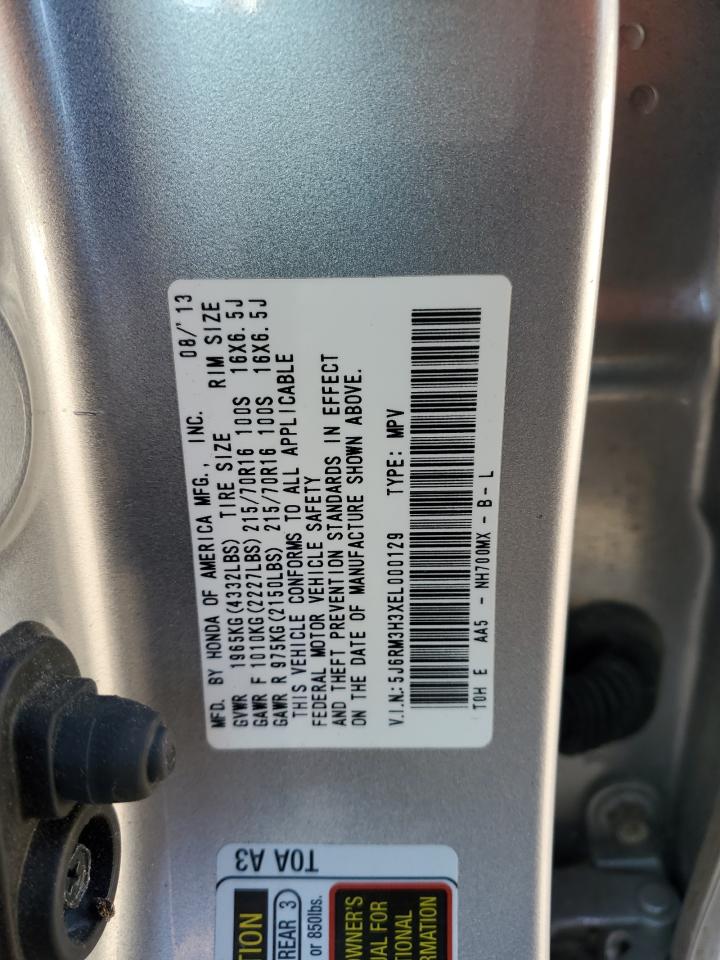 MFD. BY HONDA OF AMERICA MFG., INC. 08/'13
GVWR 1965KG(4332LBS) TIRE SIZE RIM SIZE
GAWR F 1010KG(2227LBS) 215/70R16 100S 16X6.5J
GAWR R 975KG(2150LBS) 215/70R16 100S 16X6.5J
THIS VEHICLE CONFORMS TO ALL APPLICABLE
FEDERAL MOTOR VEHICLE SAFETY
AND THEFT PREVENTION STANDARDS IN EFFECT
ON THE DATE OF MANUFACTURE SHOWN ABOVE.
V.I.N.: 5J6RM3H3XEL000129 TYPE: MPV
T0H E AA5 - NH700MX - B - L
T0A A3
TION
REAR 3
or 850lbs.
OWNER'S
UAL FOR
TIONAL
RMATION